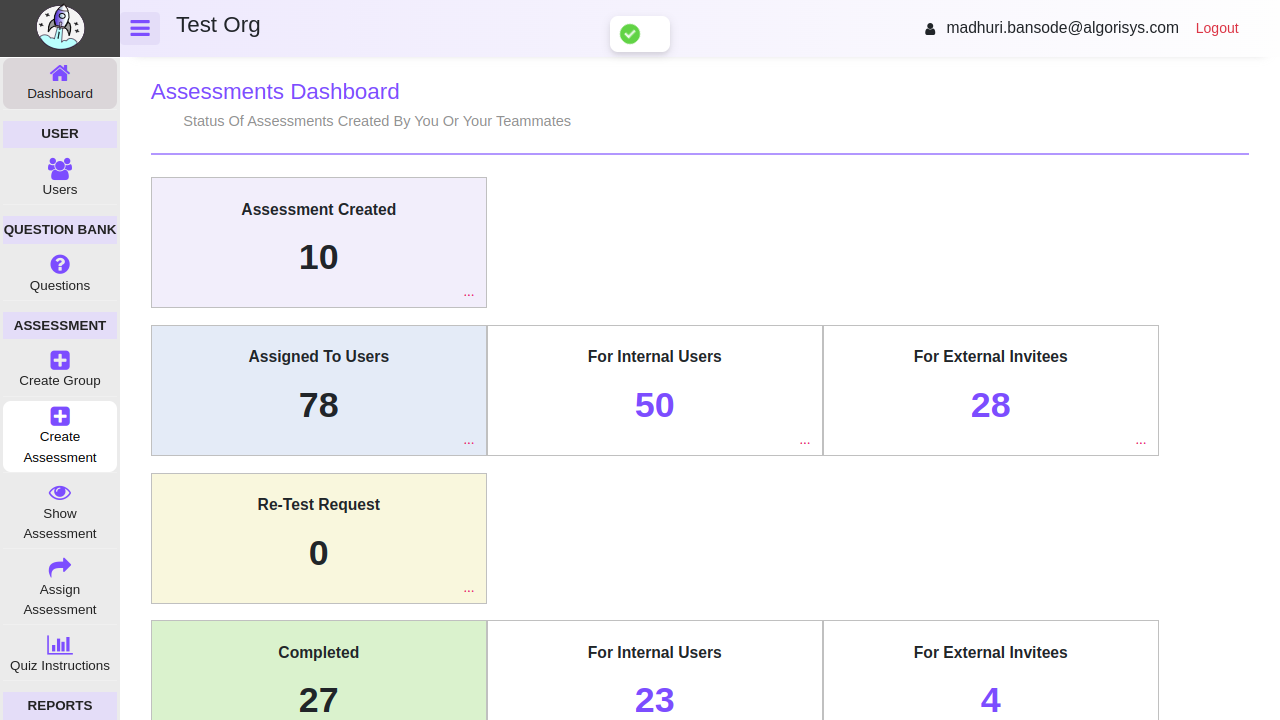 Test Org
madhuri.bansode@algorisys.com
Logout
Dashboard
USER
Users
QUESTION BANK
Questions
ASSESSMENT
Create Group
Create
Assessment
Show
Assessment
Assign
Assessment
Quiz Instructions
REPORTS
Assessments Dashboard
Status Of Assessments Created By You Or Your Teammates
Assessment Created
10
...
Assigned To Users
78
...
For Internal Users
50
...
For External Invitees
28
...
Re-Test Request
0
...
Completed
27
For Internal Users
23
For External Invitees
4